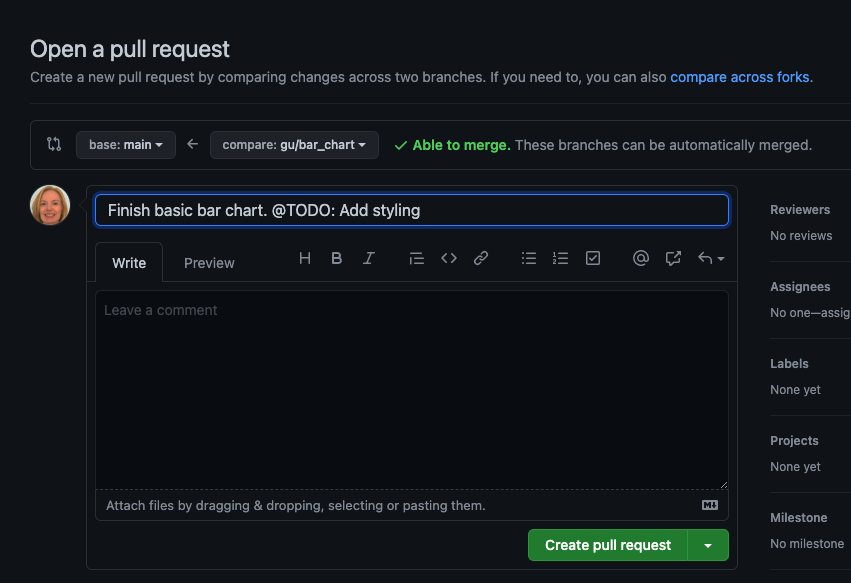 Open a pull request
Create a new pull request by comparing changes across two branches. If you need to, you can also compare across forks.
base: main
compare: gu/bar_chart
Able to merge. These branches can be automatically merged.
Finish basic bar chart. @TODO: Add styling
Write
Preview
H B I
Leave a comment
Attach files by dragging & dropping, selecting or pasting them.
Create pull request
Reviewers
No reviews
Assignees
No one—assig
Labels
None yet
Projects
None yet
Milestone
No milestone